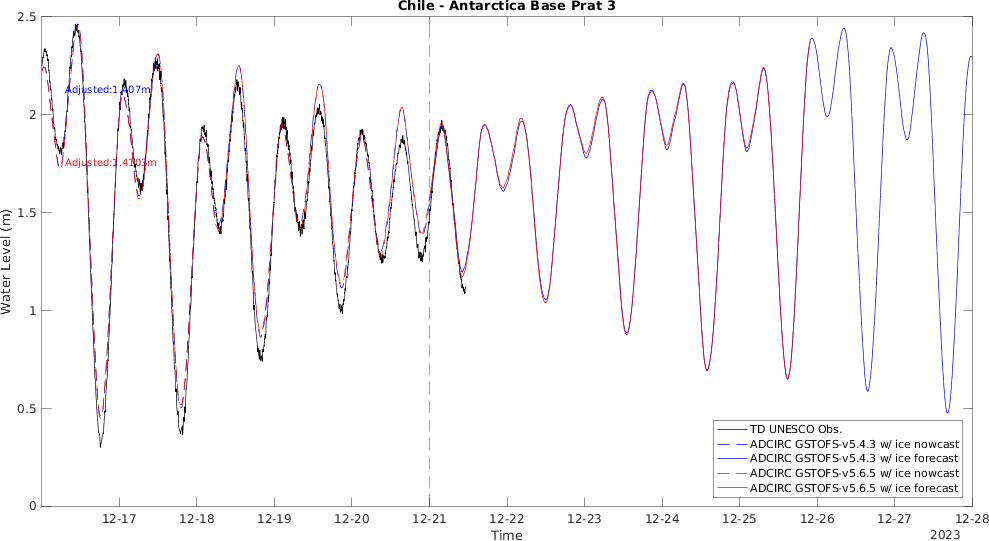 Chile - Antarctica Base Prat 3
2.5
2
1.5
1
0.5
0
Water Level (m)
Adjusted:1.407m
Adjusted:1.4103m
TD UNESCO Obs.
ADCIRC GSTOFS-v5.4.3 w/ ice nowcast
ADCIRC GSTOFS-v5.4.3 w/ ice forecast
ADCIRC GSTOFS-v5.6.5 w/ ice nowcast
ADCIRC GSTOFS-v5.6.5 w/ ice forecast
12-17 12-18 12-19 12-20 12-21 12-22 12-23 12-24 12-25 12-26 12-27 12-28
Time
2023